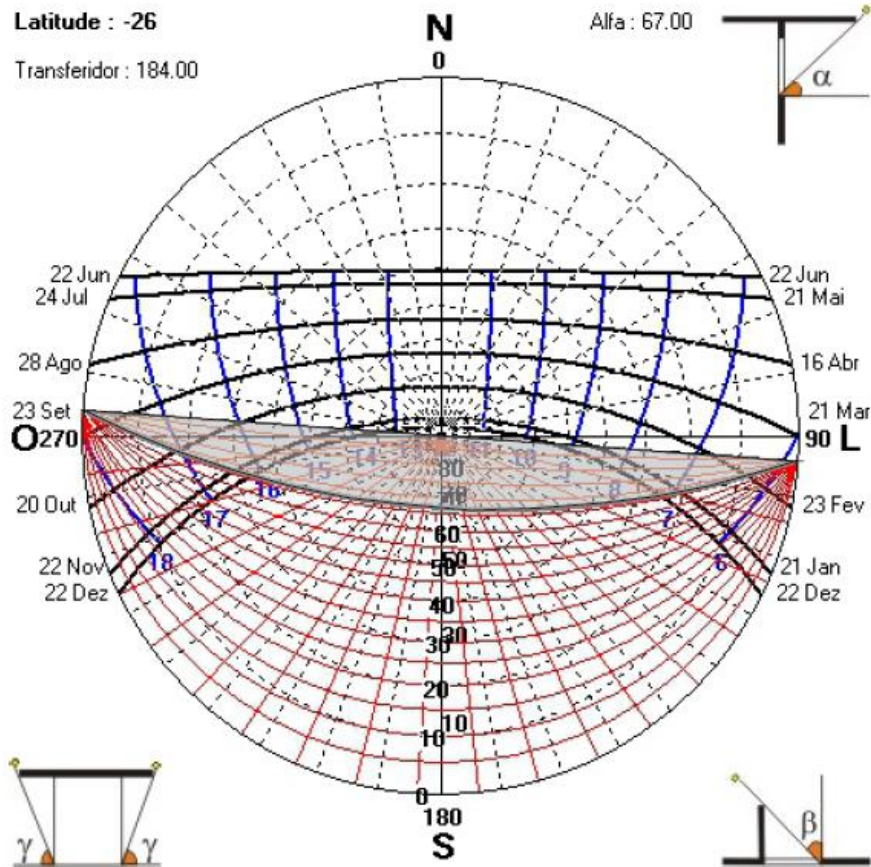 Latitude : -26
Transferidor : 184.00
N
0
Alfa : 67.00
α
22 Jun
24 Jul
28 Ago
23 Set
O 270
20 Out
22 Nov
22 Dez
22 Jun
21 Mai
16 Abr
21 Mar
90 L
23 Fev
21 Jan
22 Dez
18
17
16
15
14
10
9
8
7
6
80
60
50
40
30
30
20
10
10
0
180
S
γ
γ
β